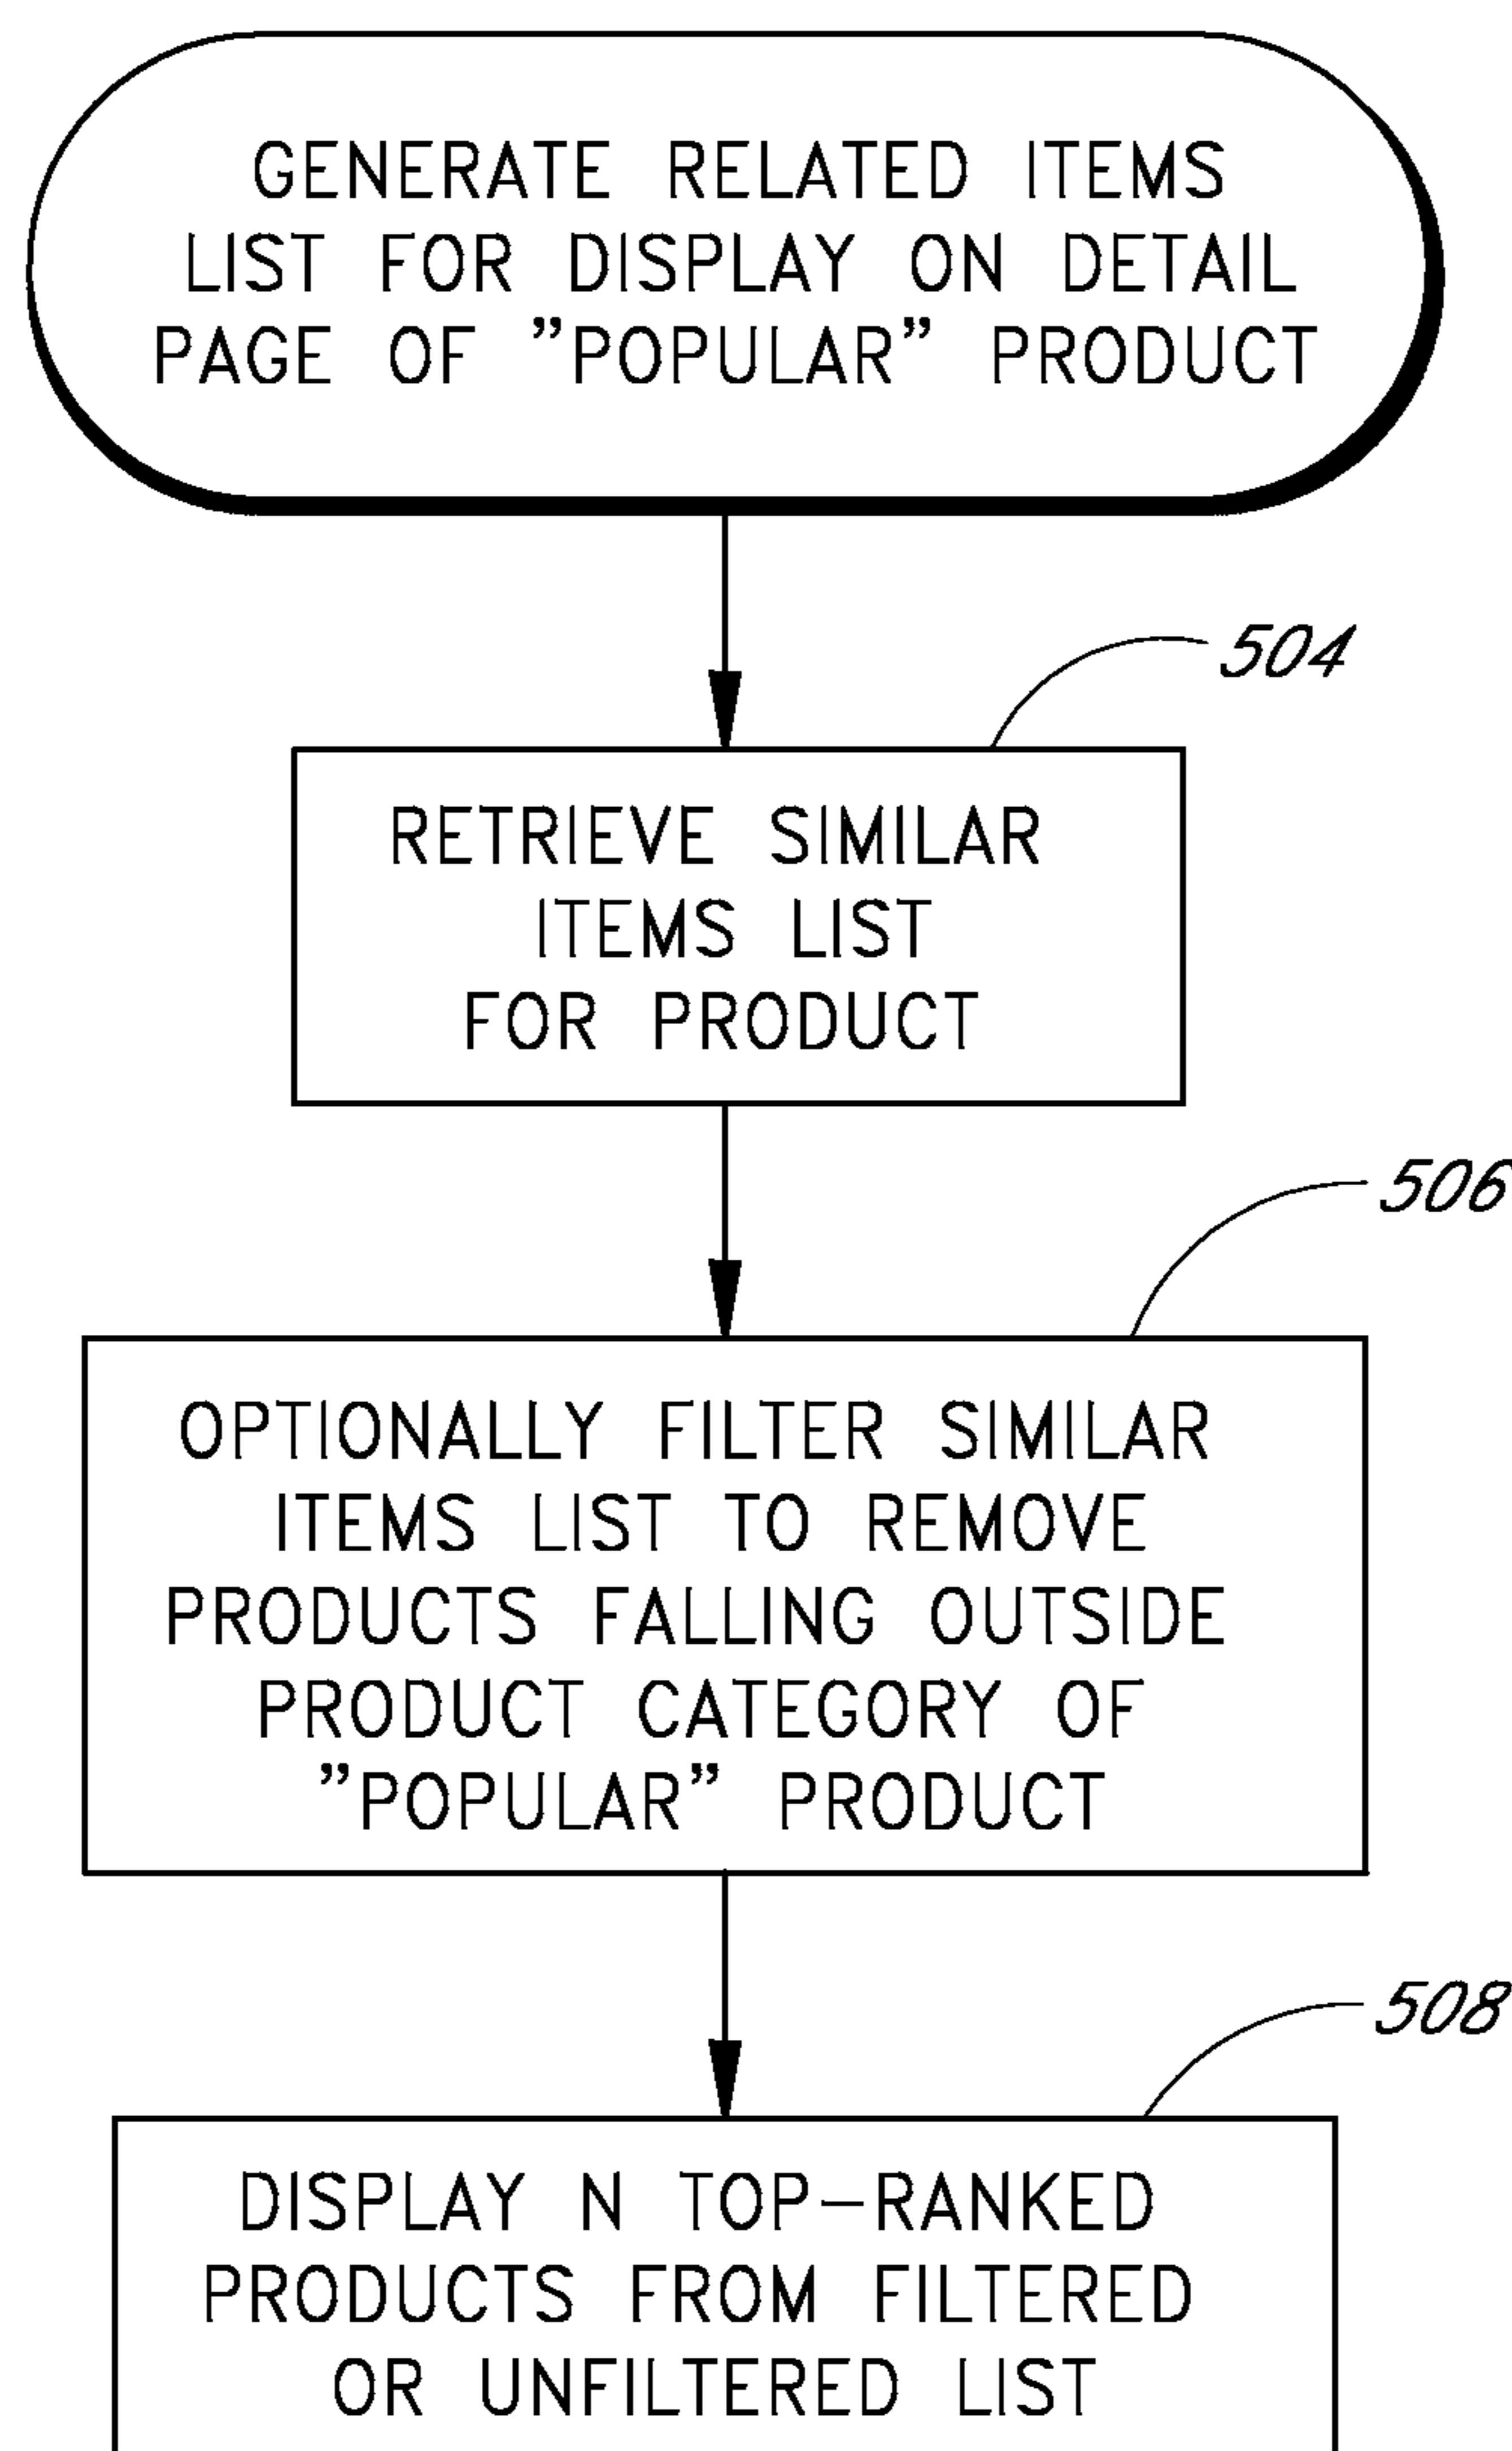 GENERATE RELATED ITEMS
LIST FOR DISPLAY ON DETAIL
PAGE OF ”POPULAR” PRODUCT
504
RETRIEVE SIMILAR
ITEMS LIST
FOR PRODUCT
506
OPTIONALLY FILTER SIMILAR
ITEMS LIST TO REMOVE
PRODUCTS FALLING OUTSIDE
PRODUCT CATEGORY OF
”POPULAR” PRODUCT
508
DISPLAY N TOP-RANKED
PRODUCTS FROM FILTERED
OR UNFILTERED LIST